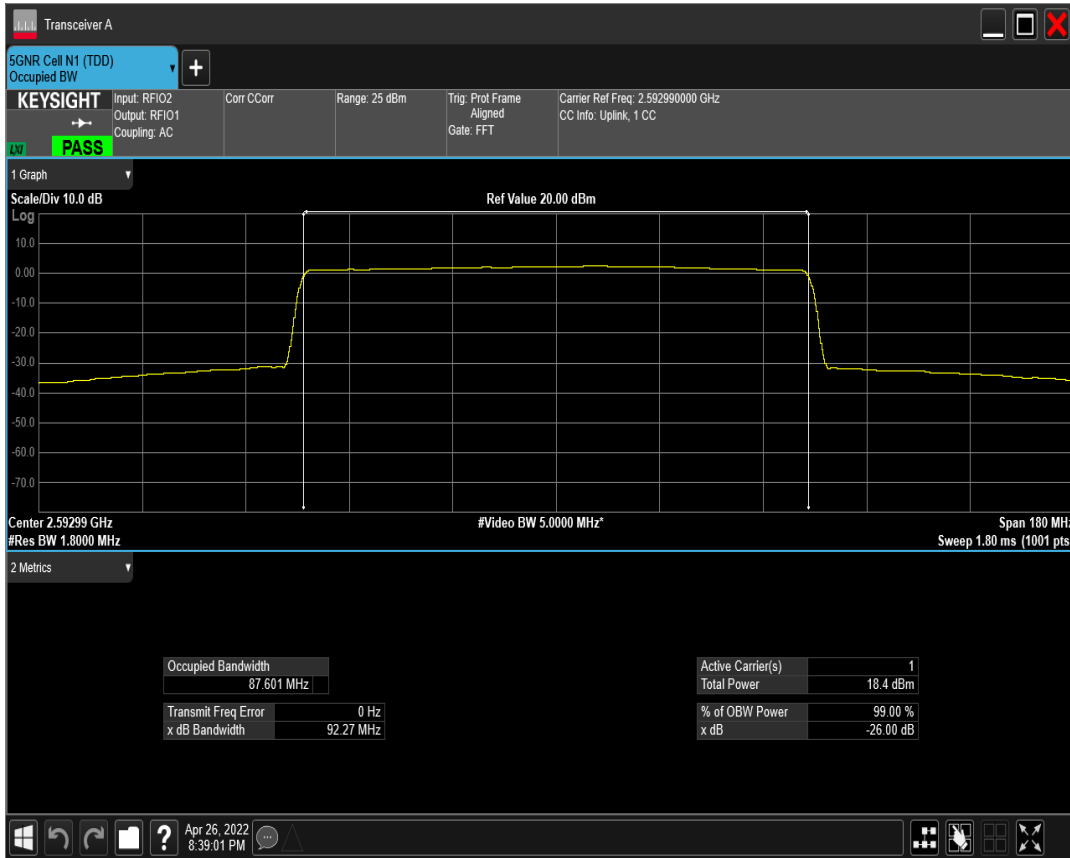 Transceiver A
5GNR Cell N1 (TDD)
Occupied BW
+
KEYSIGHT
Input: RFIO2
Output: RFIO1
Coupling: AC
Corr CCorr
Range: 25 dBm
Trig: Prot Frame
Aligned
Gate: FFT
Carrier Ref Freq: 2.592990000 GHz
CC Info: Uplink, 1 CC
LXI
PASS
1 Graph
Scale/Div 10.0 dB
Ref Value 20.00 dBm
Log
10.0
0.00
-10.0
-20.0
-30.0
-40.0
-50.0
-60.0
-70.0
Center 2.59299 GHz
#Video BW 5.0000 MHz*
Span 180 MHz
#Res BW 1.8000 MHz
Sweep 1.80 ms (1001 pts
2 Metrics
Occupied Bandwidth
87.601 MHz
Transmit Freq Error 0 Hz
x dB Bandwidth 92.27 MHz
Active Carrier(s) 1
Total Power 18.4 dBm
% of OBW Power 99.00 %
x dB -26.00 dB
?
Apr 26, 2022
8:39:01 PM